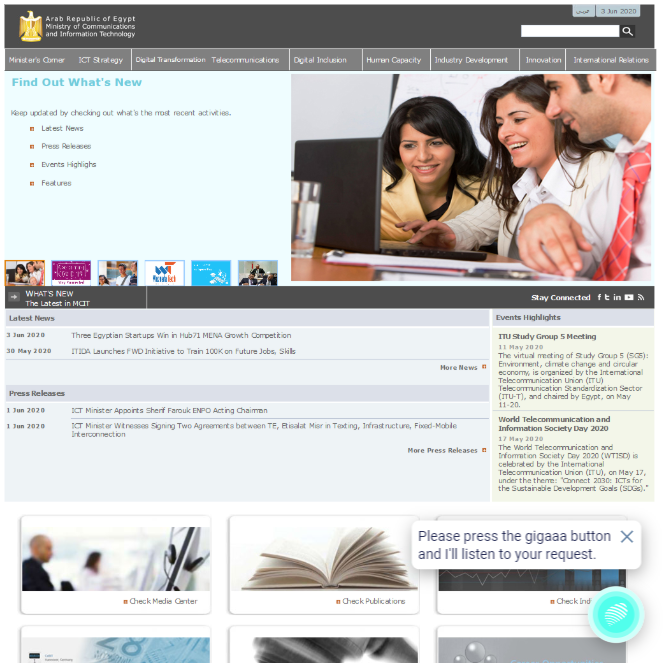 عربي
3 Jun 2020
Arab Republic of Egypt
Ministry of Communications
and Information Technology
Minister's Corner ICT Strategy Digital Transformation Telecommunications Digital Inclusion Human Capacity Industry Development Innovation International Relations
Find Out What's New
Keep updated by checking out what's the most recent activities.
Latest News
Press Releases
Events Highlighs
Features
WHAT'S NEW
The Latest in MCIT
Stay Connected
Latest News
3 Jun 2020 Three Egyptian Startups Win in Hub71 MENA Growth Competition
30 May 2020 ITIDA Launches FWD Initiative to Train 100K on Future Jobs, Skills
More News
Press Releases
1 Jun 2020 ICT Minister Appoints Sherif Farouk ENPO Acting Chairman
1 Jun 2020 ICT Minister Witnesses Signing Two Agreements between TE, Etisalat Misr in Texting, Infrastructure, Fixed-Mobile
Interconnection
More Press Releases
Events Highlights
ITU Study Group 5 Meeting
11 May 2020
The virtual meeting of Study Group 5 (SG5):
Environment, climate change and circular
economy, is organized by the International
Telecommunication Union (ITU)
Telecommunication Standardization Sector
(ITU-T), and chaired by Egypt, on May
11-20.
World Telecommunication and
Information Society Day 2020
17 May 2020
The World Telecommunication and
Information Society Day 2020 (WTISD) is
celebrated by the International
Telecommunication Union (ITU), on May 17,
under the theme: "Connect 2030: ICTs for
the Sustainable Development Goals (SDGs)."
Please press the gigaaa button
and I'll listen to your request.
Check Media Center
Check Publications
Check Ind